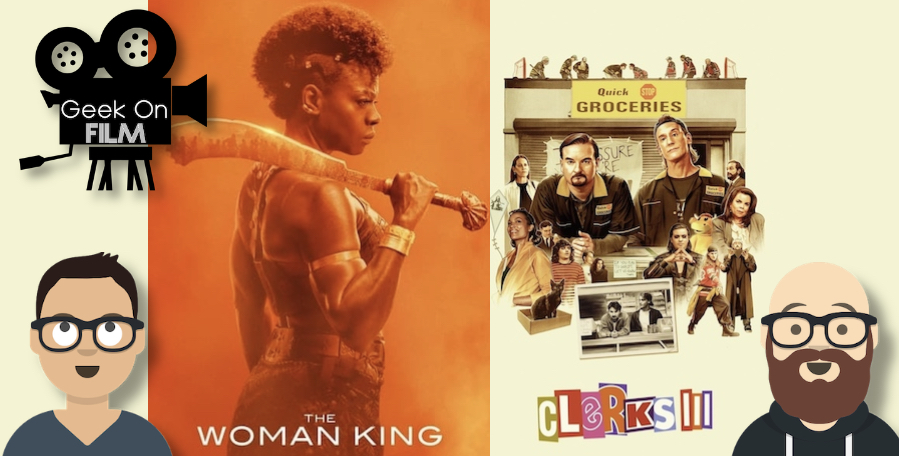 Geek On
FILM
THE
WOMAN KING
Quick STOP
GROCERIES
CLeRKS III